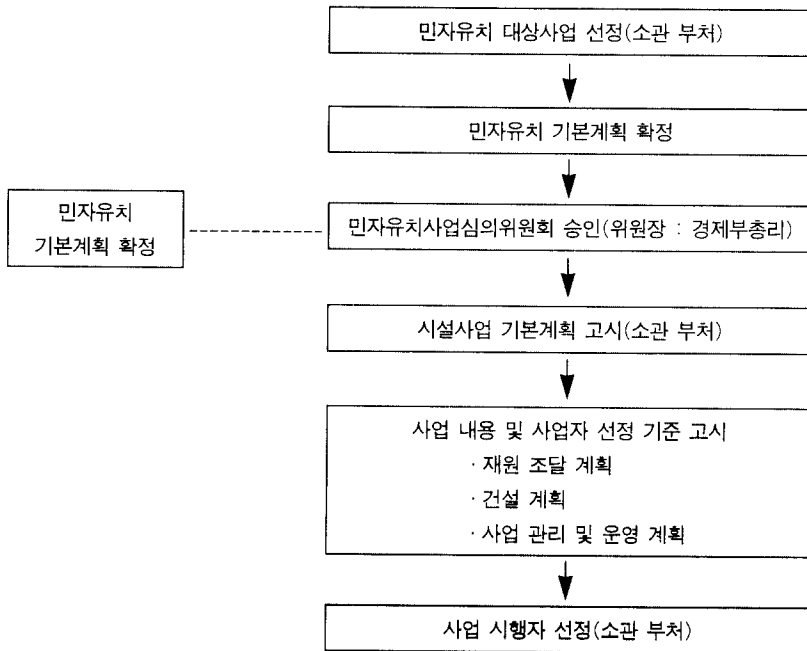 민자유치 대상사업 선정(소관 부처)
민자유치 기본계획 확정
민자유치
기본계획 확정
민자유치사업심의위원회 승인(위원장 : 경제부총리)
시설사업 기본계획 고시(소관 부처)
사업 내용 및 사업자 선정 기준 고시
· 재원 조달 계획
· 건설 계획
· 사업 관리 및 운영 계획
사업 시행자 선정(소관 부처)